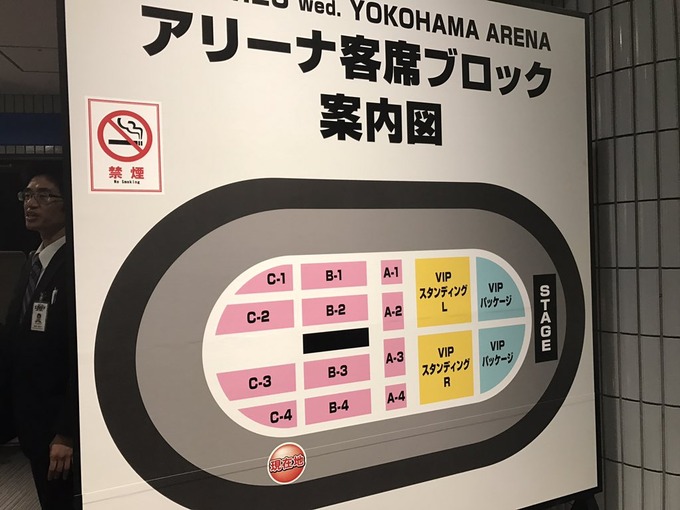 Wed. YOKOHAMA ARENA
アリーナ客席ブロック
案内図
禁煙
No Smoking
C-1
B-1
A-1
VIP
スタンディング
L
VIP
パッケージ
C-2
B-2
A-2
STAGE
C-3
B-3
A-3
VIP
スタンディング
R
VIP
パッケージ
C-4
B-4
A-4
現在地